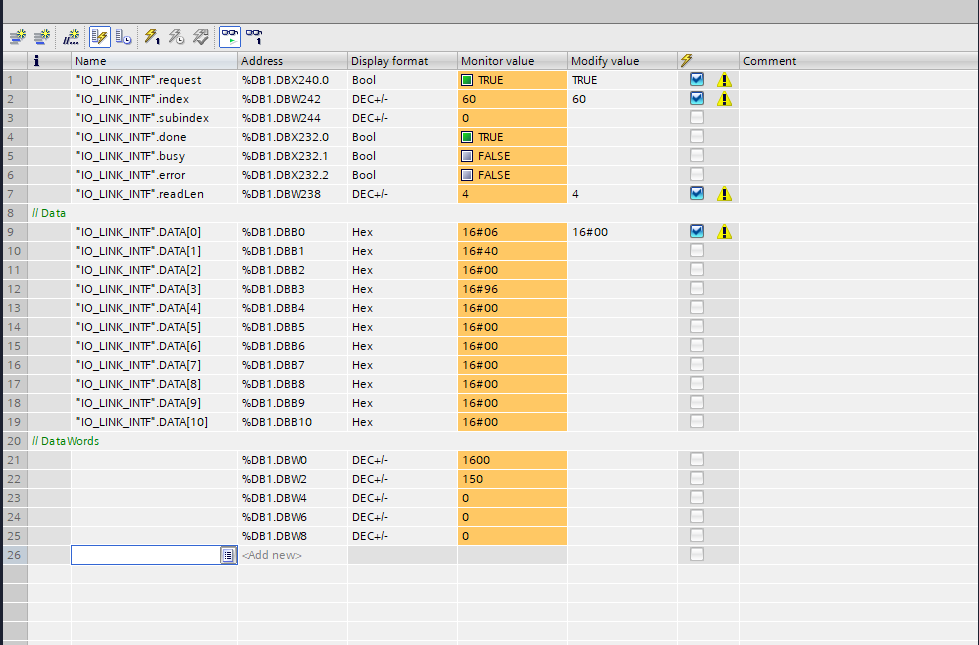 i Name Address Display format Monitor value Modify value Comment
1 "IO_LINK_INTF".request %DB1.DBX240.0 Bool TRUE TRUE
2 "IO_LINK_INTF".index %DB1.DBW242 DEC+/- 60 60
3 "IO_LINK_INTF".subindex %DB1.DBW244 DEC+/- 0
4 "IO_LINK_INTF".done %DB1.DBX232.0 Bool TRUE
5 "IO_LINK_INTF".busy %DB1.DBX232.1 Bool FALSE
6 "IO_LINK_INTF".error %DB1.DBX232.2 Bool FALSE
7 "IO_LINK_INTF".readLen %DB1.DBW238 DEC+/- 4 4
8 // Data
9 "IO_LINK_INTF".DATA[0] %DB1.DBB0 Hex 16#06 16#00
10 "IO_LINK_INTF".DATA[1] %DB1.DBB1 Hex 16#40
11 "IO_LINK_INTF".DATA[2] %DB1.DBB2 Hex 16#00
12 "IO_LINK_INTF".DATA[3] %DB1.DBB3 Hex 16#96
13 "IO_LINK_INTF".DATA[4] %DB1.DBB4 Hex 16#00
14 "IO_LINK_INTF".DATA[5] %DB1.DBB5 Hex 16#00
15 "IO_LINK_INTF".DATA[6] %DB1.DBB6 Hex 16#00
16 "IO_LINK_INTF".DATA[7] %DB1.DBB7 Hex 16#00
17 "IO_LINK_INTF".DATA[8] %DB1.DBB8 Hex 16#00
18 "IO_LINK_INTF".DATA[9] %DB1.DBB9 Hex 16#00
19 "IO_LINK_INTF".DATA[10] %DB1.DBB10 Hex 16#00
20 // DataWords
21 %DB1.DBW0 DEC+/- 1600
22 %DB1.DBW2 DEC+/- 150
23 %DB1.DBW4 DEC+/- 0
24 %DB1.DBW6 DEC+/- 0
25 %DB1.DBW8 DEC+/- 0
26 <Add new>